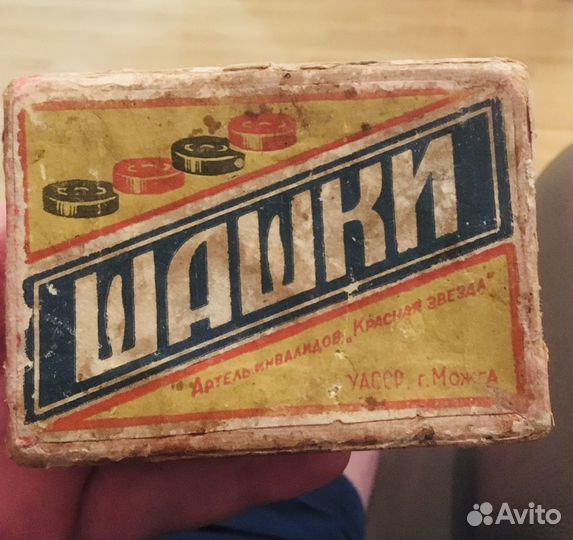 ШАШКИ
Артель инвалидов „Красная звезда"
УАССР, г. Можга
Avito